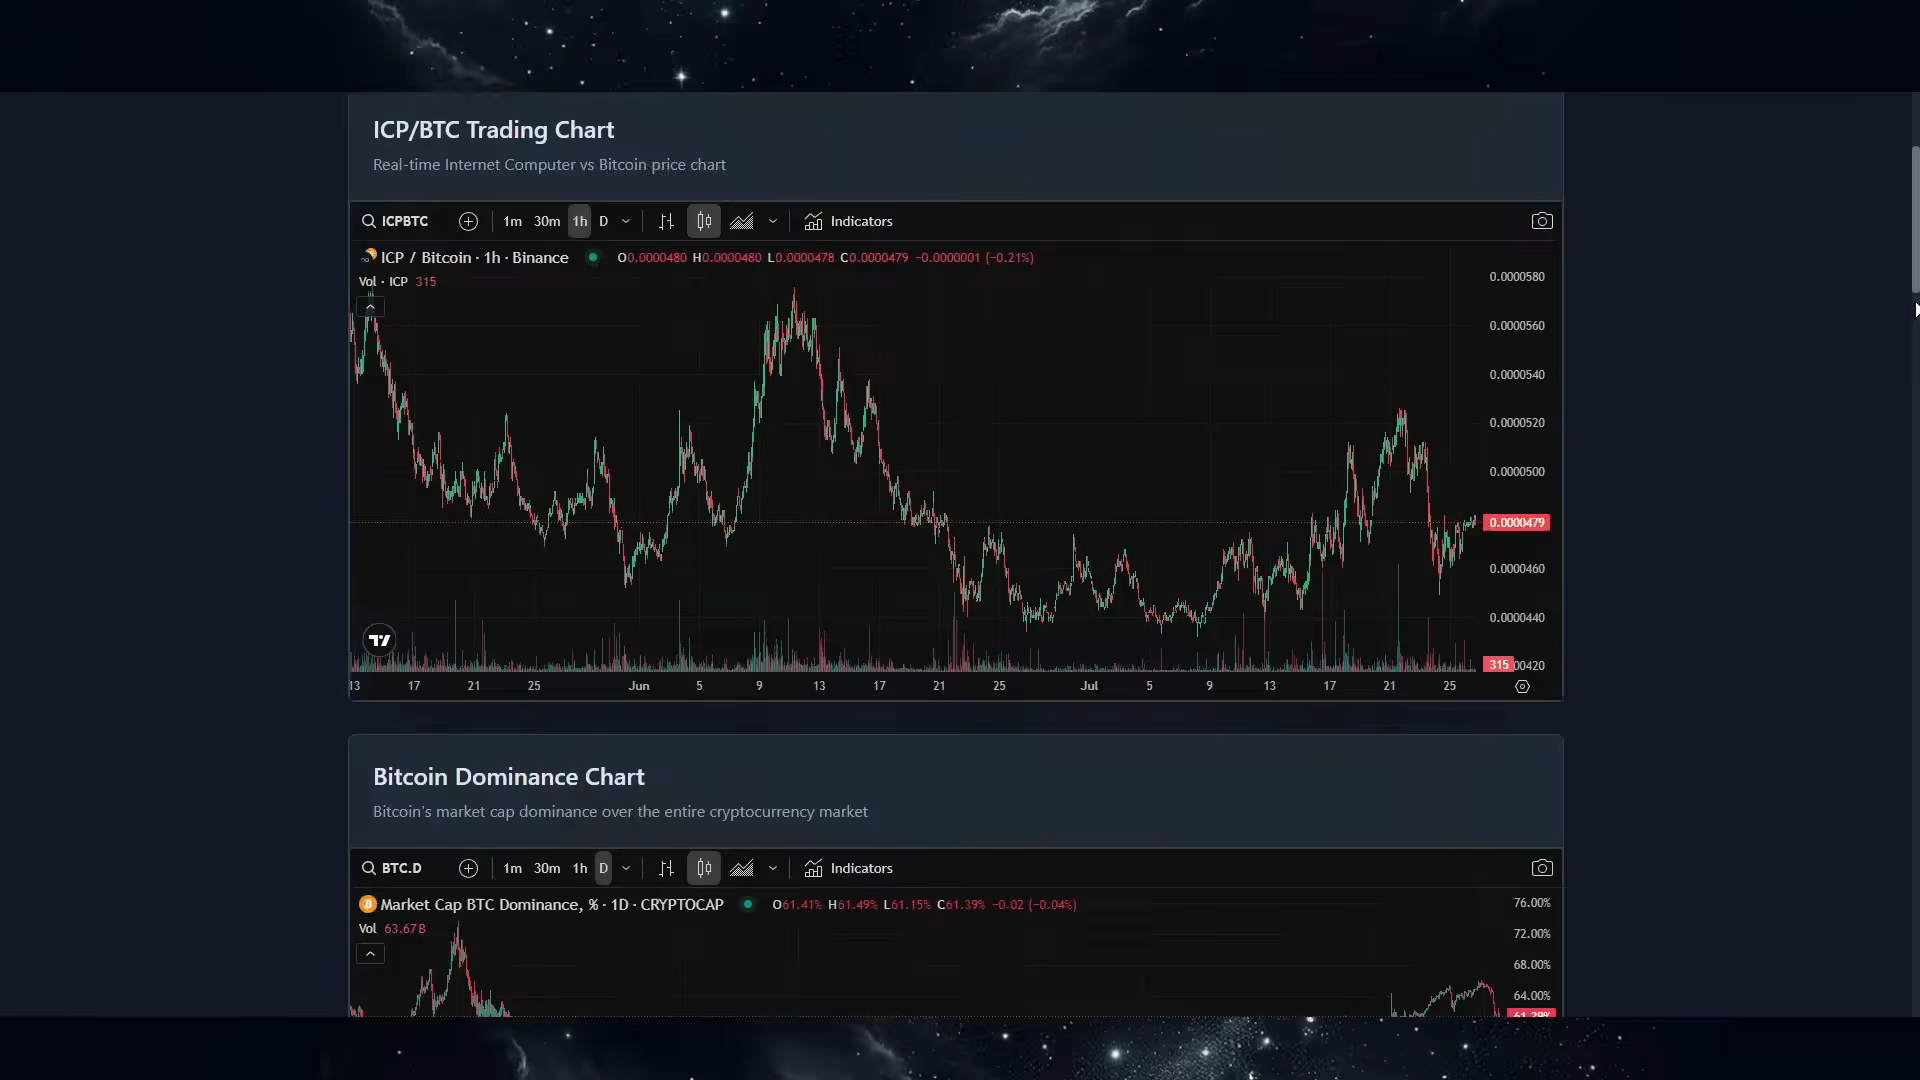 ICP/BTC Trading Chart
Real-time Internet Computer vs Bitcoin price chart
ICPBTC 1m 30m 1h D Indicators
ICP / Bitcoin · 1h · Binance O0.0000480 H0.0000480 L0.0000478 C0.0000479 −0.0000001 (−0.21%)
Vol · ICP 315
0.0000580
0.0000560
0.0000540
0.0000520
0.0000500
0.0000479
0.0000460
0.0000440
315 00420
13 17 21 25 Jun 5 9 13 17 21 25 Jul 5 9 13 17 21 25
Bitcoin Dominance Chart
Bitcoin's market cap dominance over the entire cryptocurrency market
BTC.D 1m 30m 1h D Indicators
Market Cap BTC Dominance, % · 1D · CRYPTOCAP O61.41% H61.49% L61.15% C61.39% −0.02 (−0.04%)
Vol 63.67B
76.00%
72.00%
68.00%
64.00%